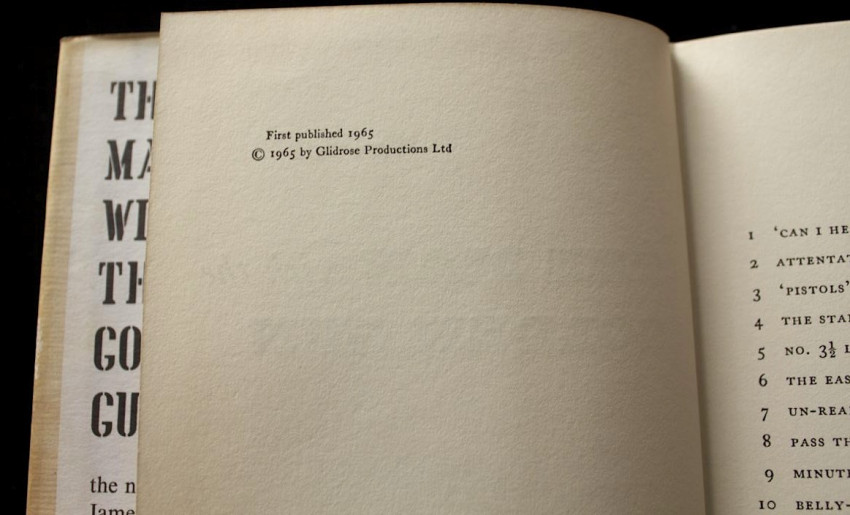 TH
MA
WI
TH
GO
GU
the n
Jame
First published 1965
© 1965 by Glidrose Productions Ltd
1 ‘CAN I HE
2 ATTENTAT
3 ‘PISTOLS’
4 THE STA
5 NO. 3½ L
6 THE EAS
7 UN-REA
8 PASS TH
9 MINUTE
10 BELLY-